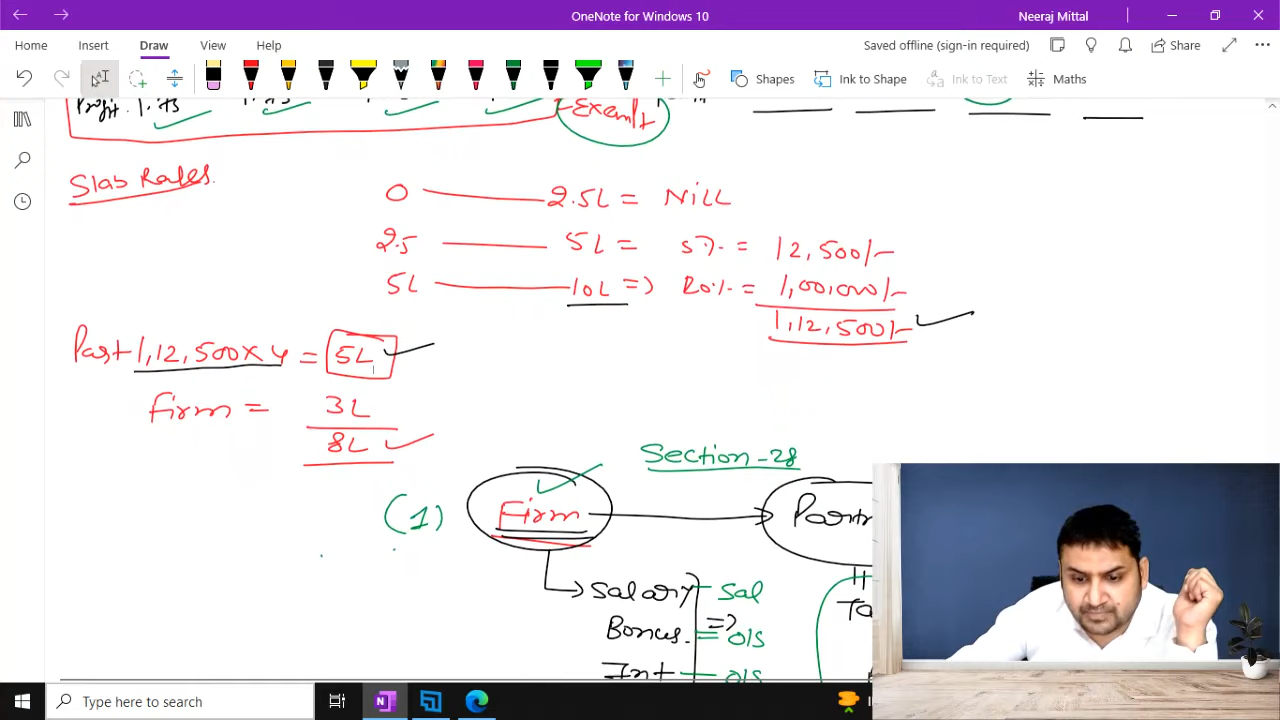 OneNote for Windows 10
Neeraj Mittal
Home Insert Draw View Help
Saved offline (sign-in required)
Share
Shapes
Ink to Shape
Ink to Text
Maths
Exempt
Slab Rates
0 — 2.5L = NiLL
2.5 — 5L = 5% = 12,500/-
5L — 10L => 20% = 1,00,000/-
1,12,500/-
Part 1,12,500 x 4 = 5L
Firm = 3L
8L
Section-28
(1) Firm
Partn
Salary Sal
Bonus. => O/S
Ta
Int O/S
Type here to search